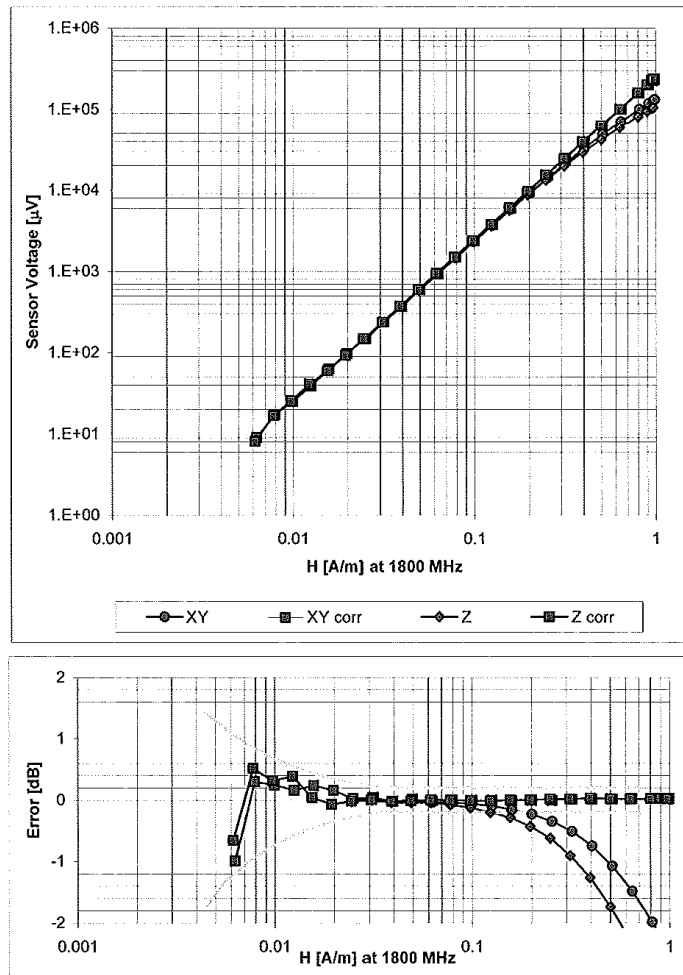 1.E+06
1.E+05
1.E+04
1.E+03
1.E+02
1.E+01
1.E+00
Sensor Voltage [µV]
0.001 0.01 0.1 1
H [A/m] at 1800 MHz
XY XY corr Z Z corr
2
1
0
-1
-2
Error [dB]
0.001 0.01 0.1 1
H [A/m] at 1800 MHz